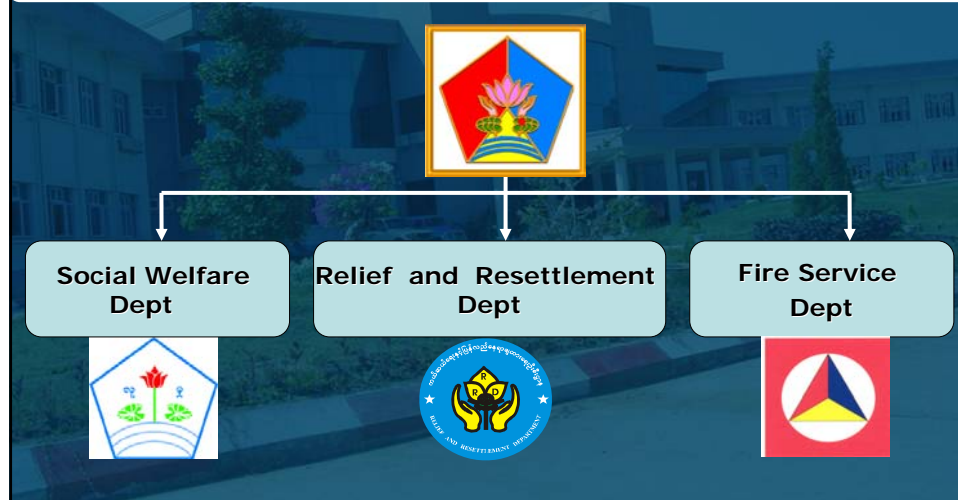 Social Welfare
Dept
Relief and Resettlement
Dept
Fire Service
Dept
R
R D
RELIEF AND RESETTLEMENT DEPARTMENT